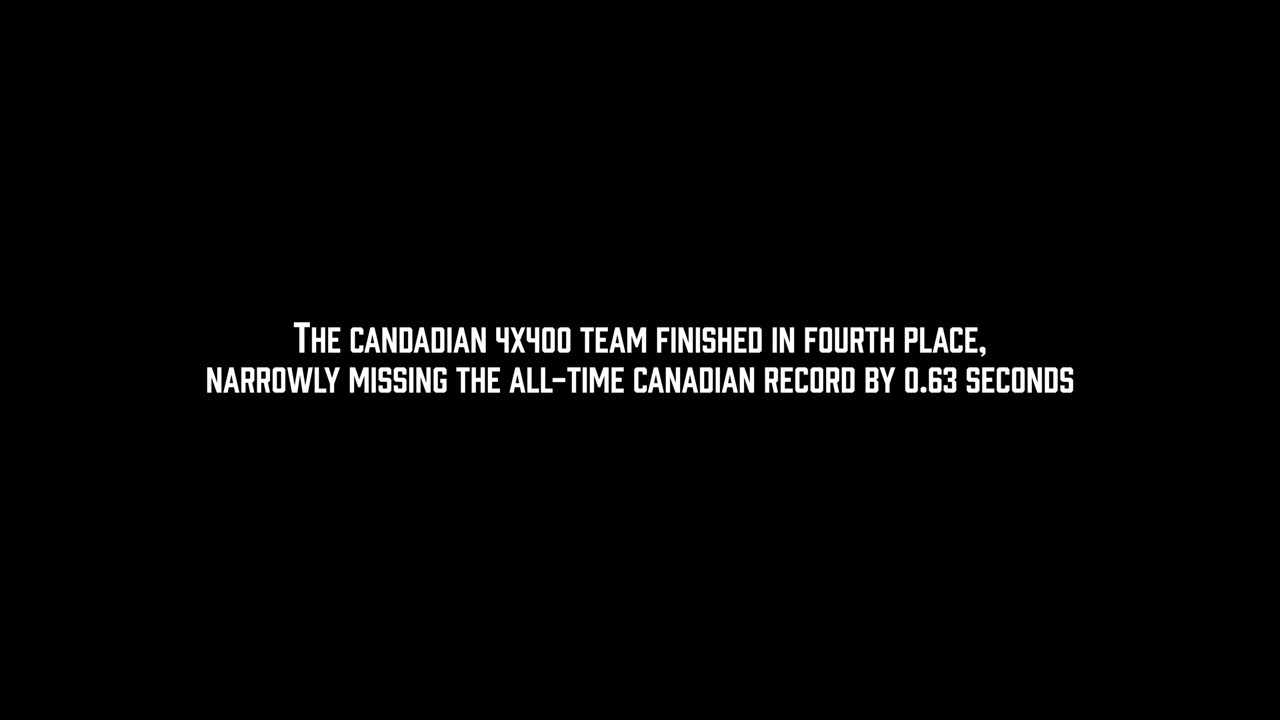 The candadian 4x400 team finished in fourth place,
narrowly missing the all-time canadian record by 0.63 seconds